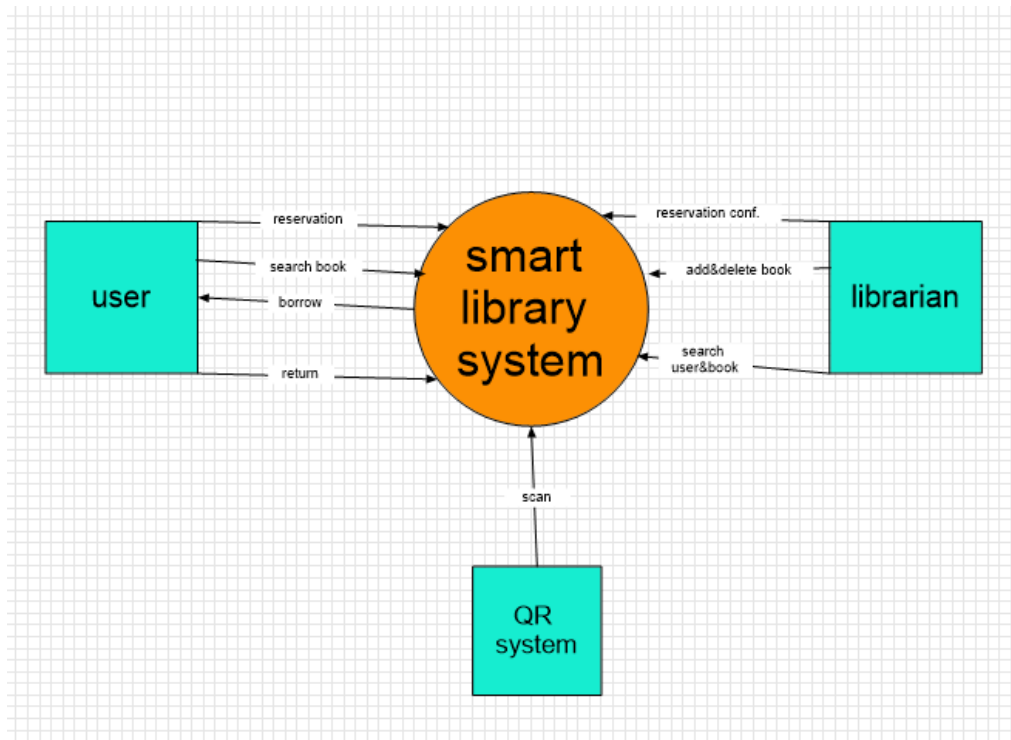 reservation
search book
borrow
return
user
smart
library
system
reservation conf.
add&delete book
search
user&book
librarian
scan
QR
system